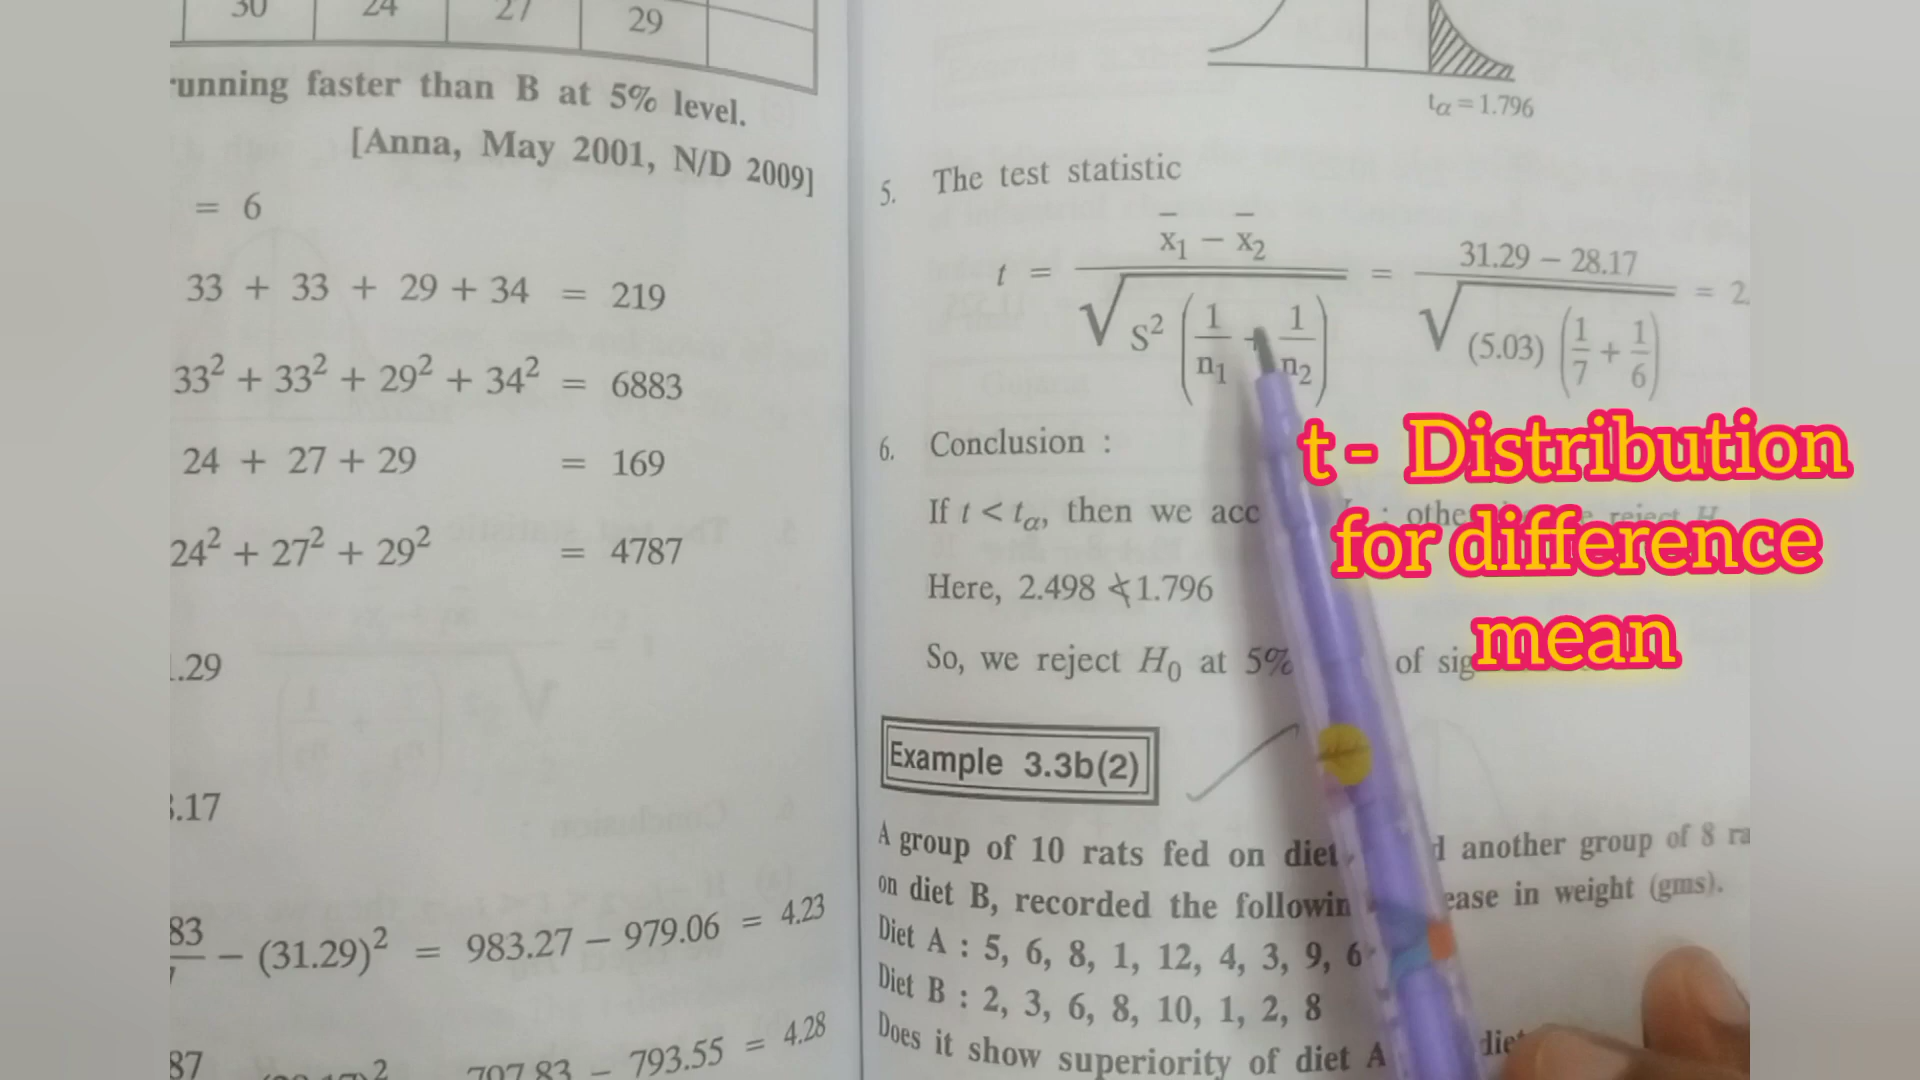 30 24 27 29
running faster than B at 5% level.
[Anna, May 2001, N/D 2009]
= 6
33 + 33 + 29 + 34 = 219
33² + 33² + 29² + 34² = 6883
24 + 27 + 29 = 169
24² + 27² + 29² = 4787
.29
.17
83
— − (31.29)² = 983.27 − 979.06 = 4.23
7
87
² 797.83 − 793.55 = 4.28
tα = 1.796
5. The test statistic
t = (x̄₁ − x̄₂) / √(S² (1/n₁ + 1/n₂)) = (31.29 − 28.17) / √((5.03) (1/7 + 1/6)) = 2.
6. Conclusion :
If t < tα, then we acc : othe reject H
Here, 2.498 ≮ 1.796
So, we reject H₀ at 5% of sig
Example 3.3b(2)
A group of 10 rats fed on diet another group of 8 ra
on diet B, recorded the followin ease in weight (gms).
Diet A : 5, 6, 8, 1, 12, 4, 3, 9, 6
Diet B : 2, 3, 6, 8, 10, 1, 2, 8
Does it show superiority of diet A diet
t - Distribution
for difference
mean